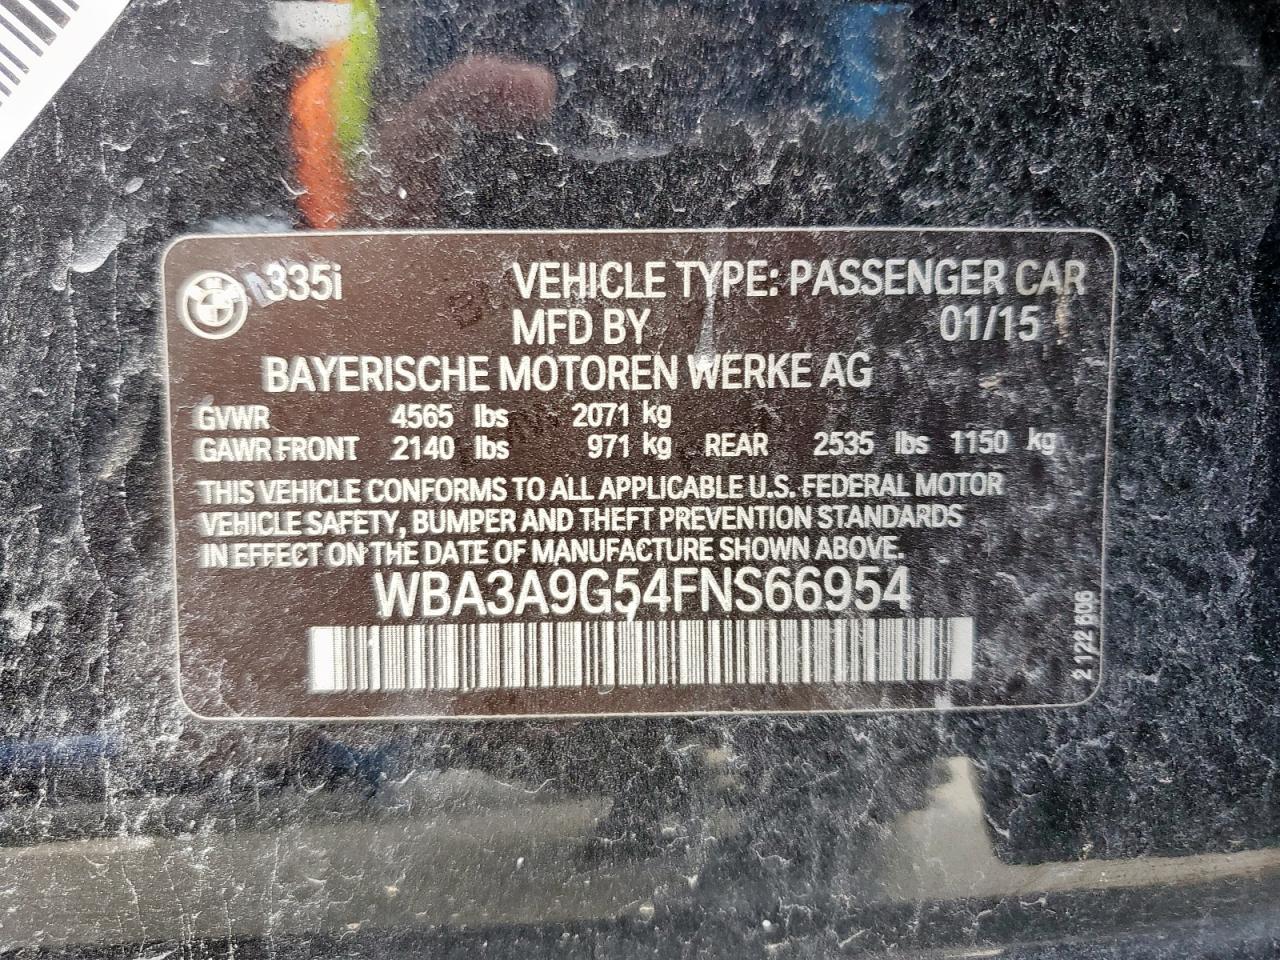 335i VEHICLE TYPE: PASSENGER CAR
MFD BY 01/15
BAYERISCHE MOTOREN WERKE AG
GVWR 4565 lbs 2071 kg
GAWR FRONT 2140 lbs 971 kg REAR 2535 lbs 1150 kg
THIS VEHICLE CONFORMS TO ALL APPLICABLE U.S. FEDERAL MOTOR
VEHICLE SAFETY, BUMPER AND THEFT PREVENTION STANDARDS
IN EFFECT ON THE DATE OF MANUFACTURE SHOWN ABOVE.
WBA3A9G54FNS66954
2 122 606